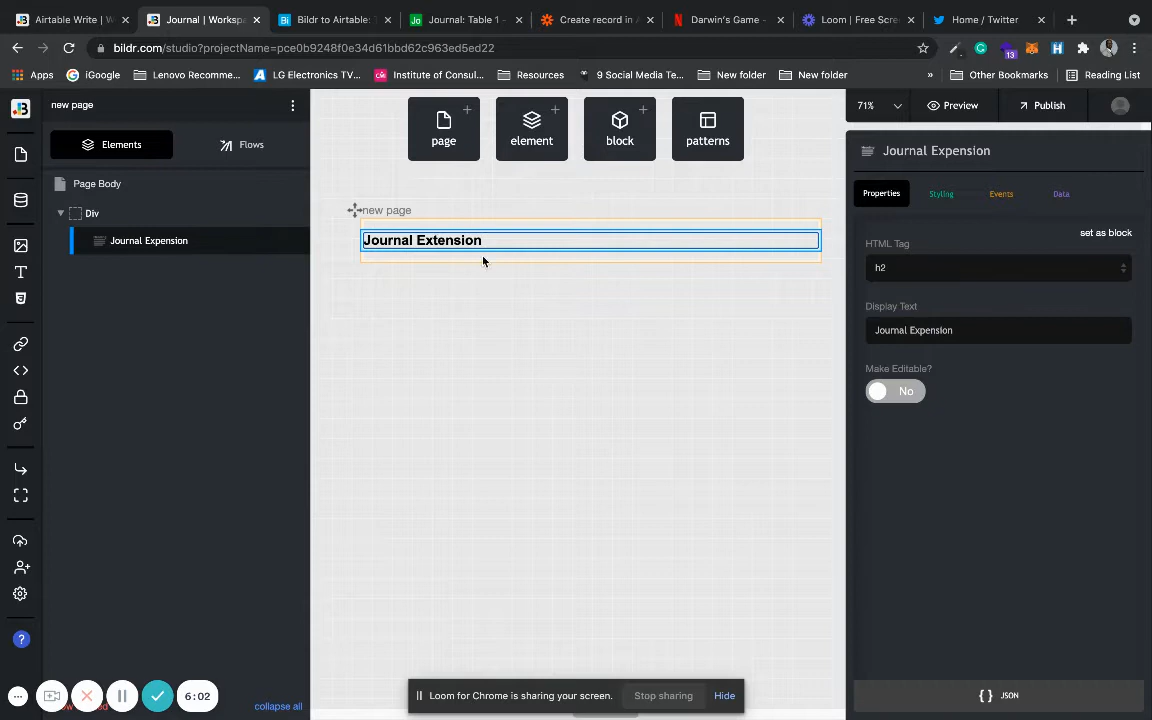 Airtable Write | W
Journal | Worksp
Bildr to Airtable: T
Journal: Table 1 -
Create record in A
Darwin's Game -
Loom | Free Scre
Home / Twitter
bildr.com/studio?projectName=pce0b9248f0e34d61bbd62c963ed5ed22
13
Apps
iGoogle
Lenovo Recomme...
LG Electronics TV...
Institute of Consul...
Resources
9 Social Media Te...
New folder
New folder
»
Other Bookmarks
Reading List
new page
page
element
block
patterns
71%
Preview
Publish
Elements
Flows
Journal Expension
Page Body
Properties
Styling
Events
Data
Div
new page
Journal Expension
Journal Extension
set as block
HTML Tag
h2
Display Text
Journal Expension
Make Editable?
No
6:02
Loom for Chrome is sharing your screen.
Stop sharing
Hide
collapse all
{ } JSON